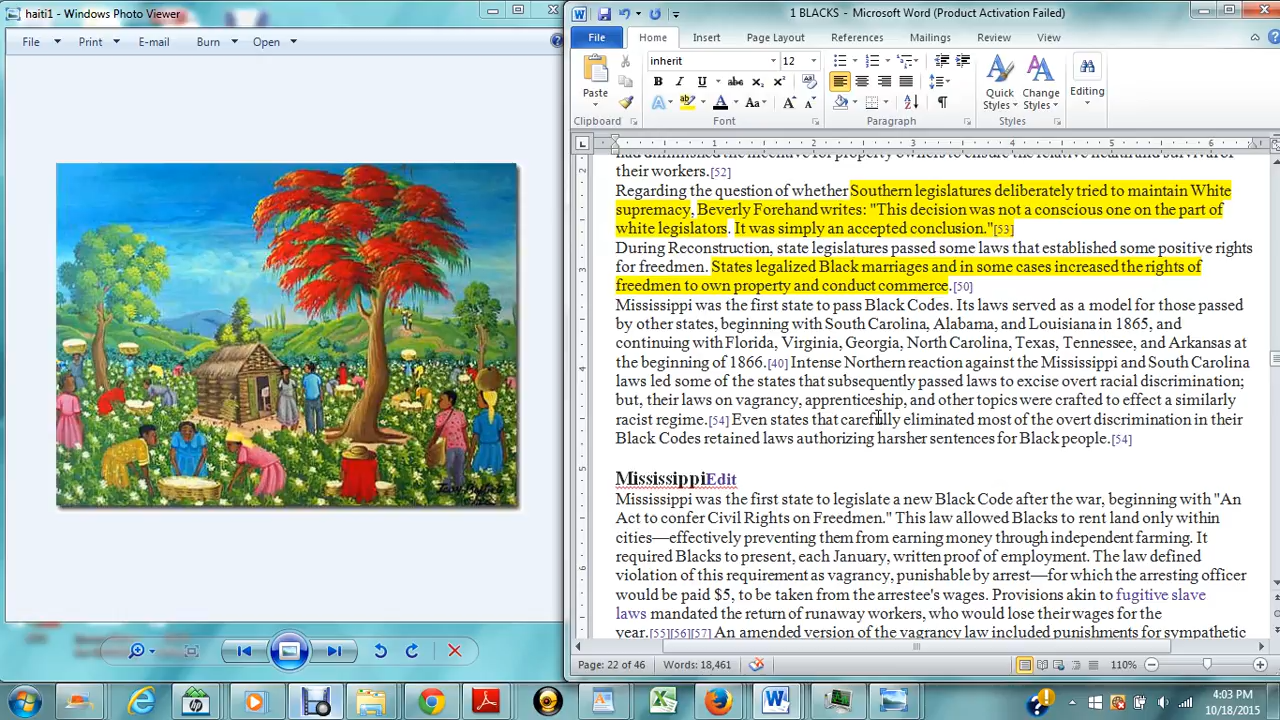 haiti1 - Windows Photo Viewer
File Print E-mail Burn Open
1 BLACKS - Microsoft Word (Product Activation Failed)
File Home Insert Page Layout References Mailings Review View
inherit 12
Paste
Quick Styles
Change Styles
Editing
Clipboard Font Paragraph Styles
had diminished the incentive for property owners to ensure the relative health and survival of
their workers.[52]
Regarding the question of whether Southern legislatures deliberately tried to maintain White
supremacy, Beverly Forehand writes: "This decision was not a conscious one on the part of
white legislators. It was simply an accepted conclusion."[53]
During Reconstruction, state legislatures passed some laws that established some positive rights
for freedmen. States legalized Black marriages and in some cases increased the rights of
freedmen to own property and conduct commerce.[50]
Mississippi was the first state to pass Black Codes. Its laws served as a model for those passed
by other states, beginning with South Carolina, Alabama, and Louisiana in 1865, and
continuing with Florida, Virginia, Georgia, North Carolina, Texas, Tennessee, and Arkansas at
the beginning of 1866.[40] Intense Northern reaction against the Mississippi and South Carolina
laws led some of the states that subsequently passed laws to excise overt racial discrimination;
but, their laws on vagrancy, apprenticeship, and other topics were crafted to effect a similarly
racist regime.[54] Even states that carefully eliminated most of the overt discrimination in their
Black Codes retained laws authorizing harsher sentences for Black people.[54]
MississippiEdit
Mississippi was the first state to legislate a new Black Code after the war, beginning with "An
Act to confer Civil Rights on Freedmen." This law allowed Blacks to rent land only within
cities—effectively preventing them from earning money through independent farming. It
required Blacks to present, each January, written proof of employment. The law defined
violation of this requirement as vagrancy, punishable by arrest—for which the arresting officer
would be paid $5, to be taken from the arrestee's wages. Provisions akin to fugitive slave
laws mandated the return of runaway workers, who would lose their wages for the
year.[55][56][57] An amended version of the vagrancy law included punishments for sympathetic
Page: 22 of 46 Words: 18,461 110%
4:03 PM
10/18/2015